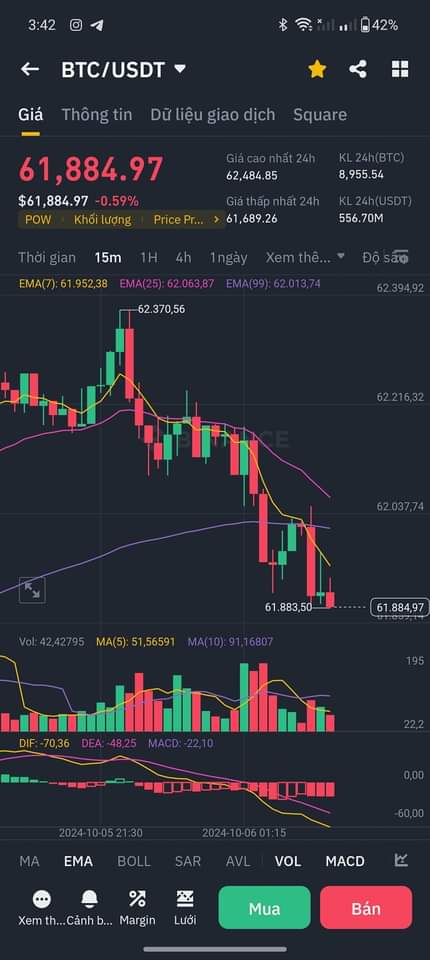 3:42 42%
BTC/USDT
Giá Thông tin Dữ liệu giao dịch Square
61,884.97
$61,884.97 -0.59%
POW Khối lượng Price Pr...
Giá cao nhất 24h KL 24h(BTC)
62,484.85 8,955.54
Giá thấp nhất 24h KL 24h(USDT)
61,689.26 556.70M
Thời gian 15m 1H 4h 1ngày Xem thê... Độ sâu
EMA(7): 61.952,38 EMA(25): 62.063,87 EMA(99): 62.013,74
62.394,92
62.370,56
62.216,32
BINANCE
62.037,74
61.883,50
61.884,97
Vol: 42,42795 MA(5): 51,56591 MA(10): 91,16807
195
22,2
DIF: -70,36 DEA: -48,25 MACD: -22,10
0,00
-60,00
2024-10-05 21:30 2024-10-06 01:15
MA EMA BOLL SAR AVL VOL MACD
Xem th... Cảnh b... Margin Lưới
Mua Bán